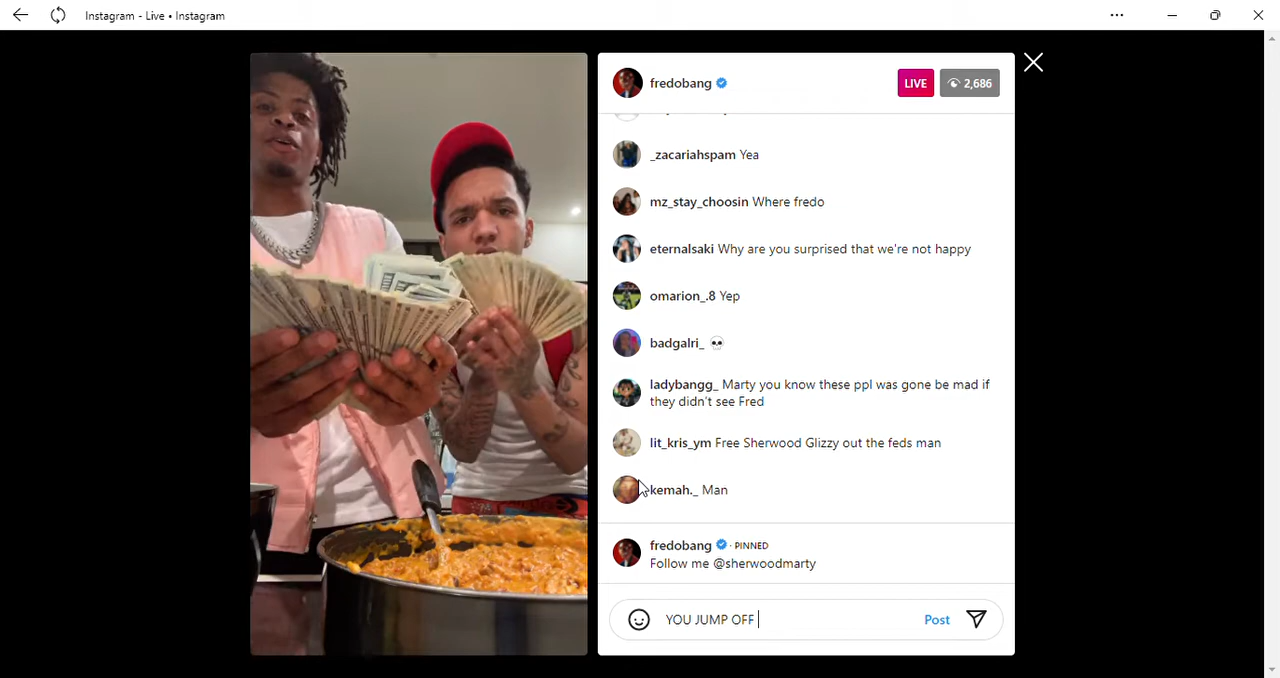 Instagram - Live • Instagram
fredobang
LIVE
2,686
_zacariahspam Yea
mz_stay_choosin Where fredo
eternalsaki Why are you surprised that we're not happy
omarion_.8 Yep
badgalri_ 💀
ladybangg_ Marty you know these ppl was gone be mad if
they didn't see Fred
lit_kris_ym Free Sherwood Glizzy out the feds man
kemah._ Man
fredobang · PINNED
Follow me @sherwoodmarty
YOU JUMP OFF
Post